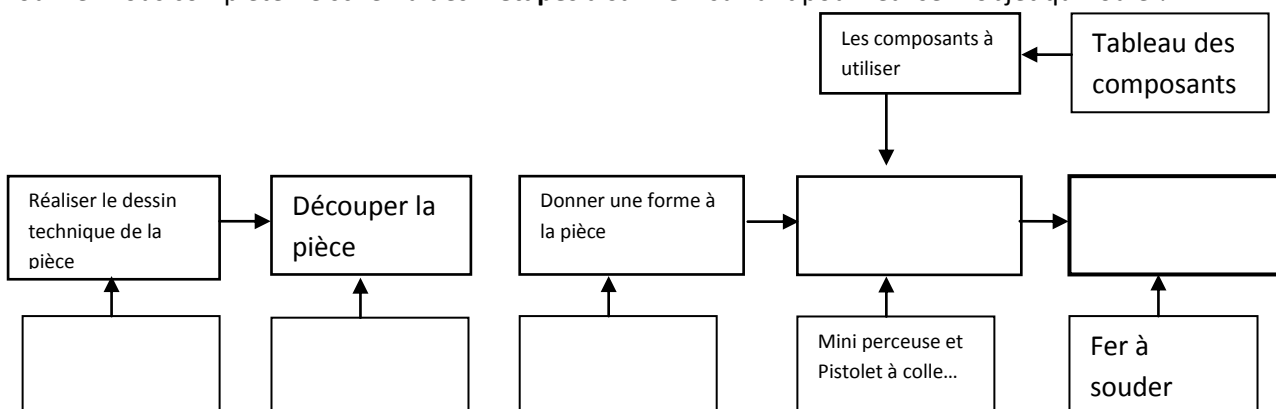 Les composants à
utiliser
Tableau des
composants
Réaliser le dessin
technique de la
pièce
Découper la
pièce
Donner une forme à
la pièce
Mini perceuse et
Pistolet à colle…
Fer à
souder